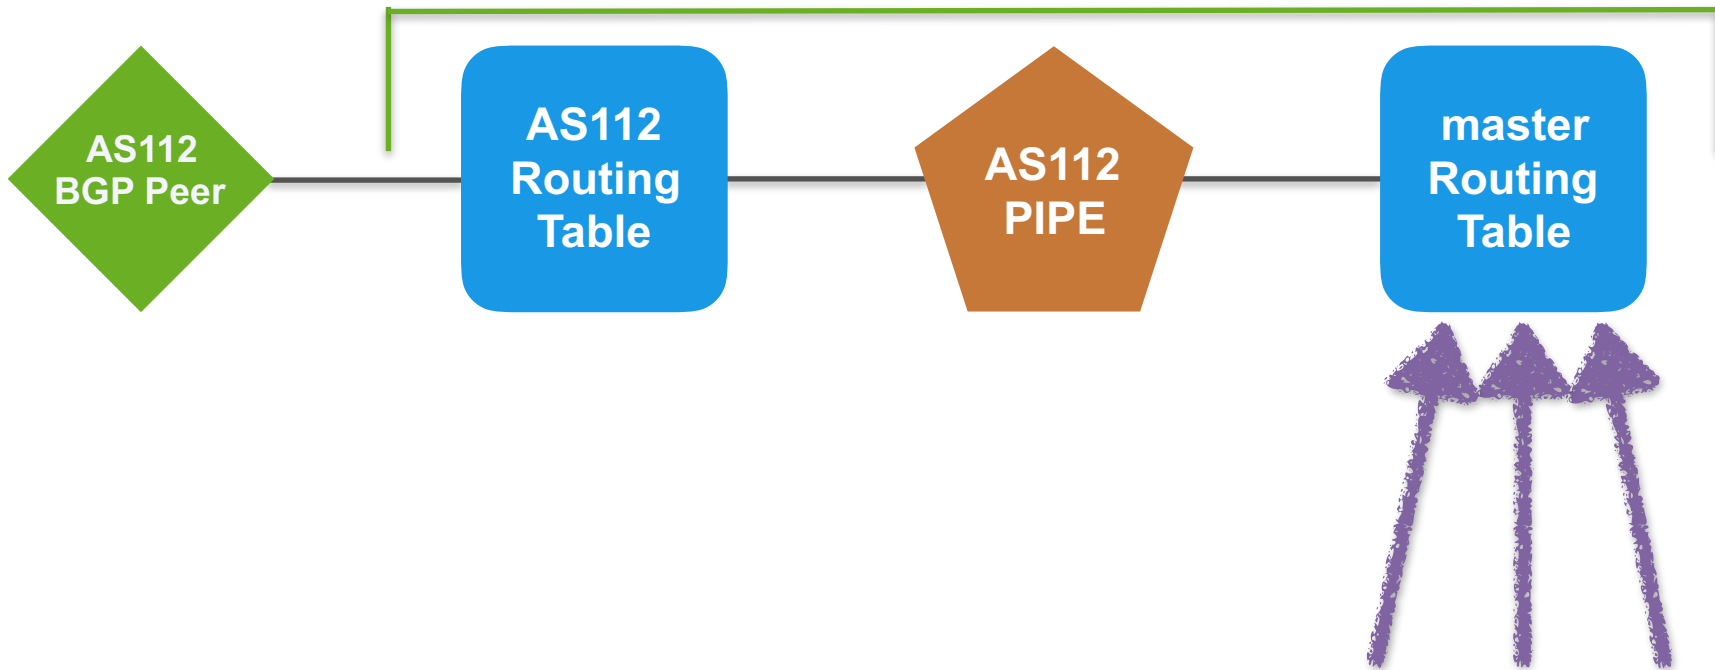 AS112
BGP Peer
AS112
Routing
Table
AS112
PIPE
master
Routing
Table